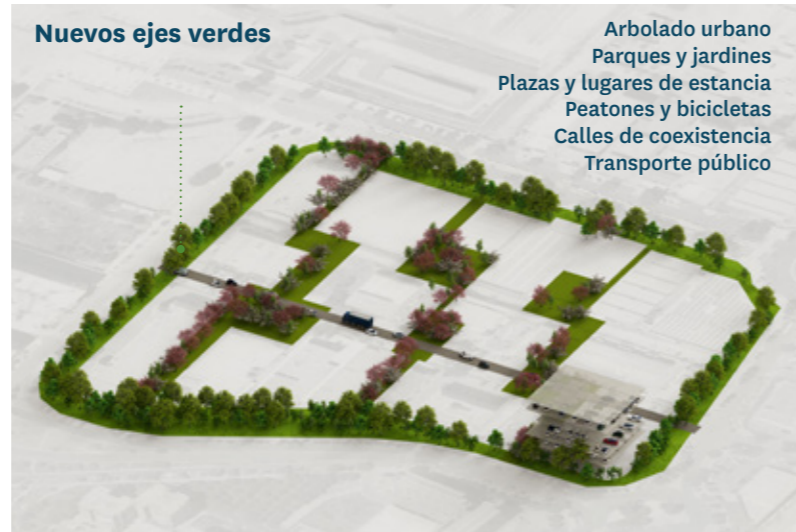 Nuevos ejes verdes
Arbolado urbano
Parques y jardines
Plazas y lugares de estancia
Peatones y bicicletas
Calles de coexistencia
Transporte público